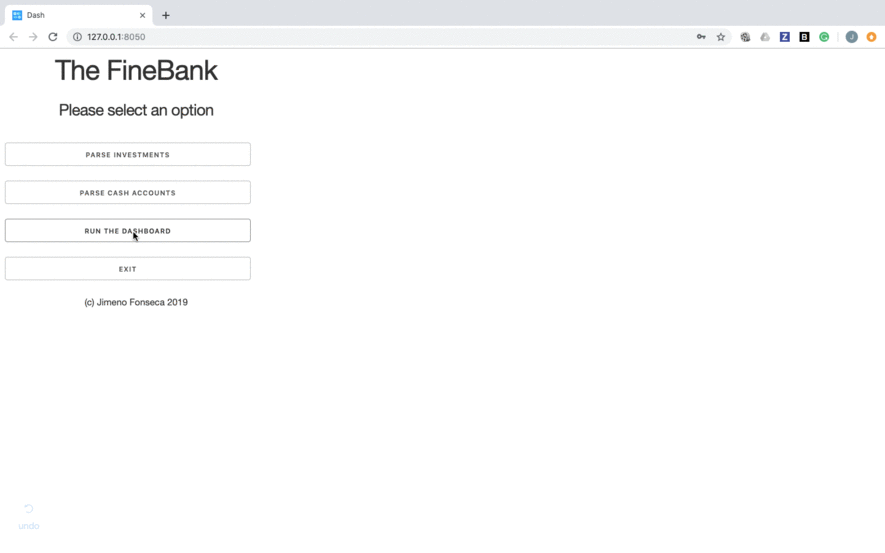 Dash
127.0.0.1:8050
Z
B
J
The FineBank
Please select an option
PARSE INVESTMENTS
PARSE CASH ACCOUNTS
RUN THE DASHBOARD
EXIT
(c) Jimeno Fonseca 2019
undo